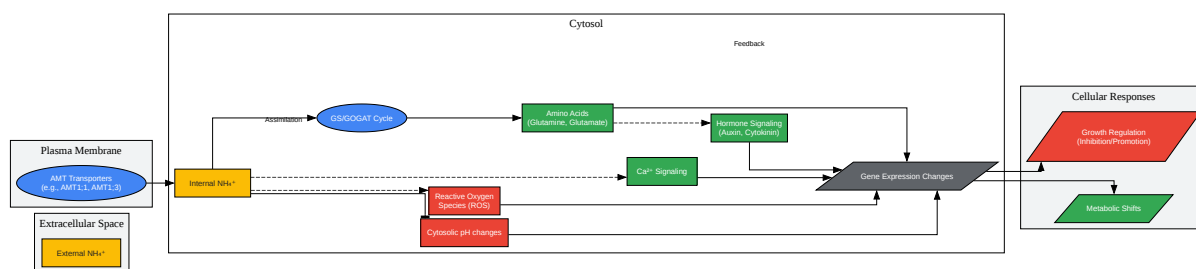 Cytosol
Feedback
Assimilation
GS/GOGAT Cycle
Amino Acids
(Glutamine, Glutamate)
Hormone Signaling
(Auxin, Cytokinin)
Cellular Responses
Growth Regulation
(Inhibition/Promotion)
Plasma Membrane
AMT Transporters
(e.g., AMT1;1, AMT1;3)
Internal NH₄⁺
Ca²⁺ Signaling
Gene Expression Changes
Reactive Oxygen
Species (ROS)
Metabolic Shifts
Cytosolic pH changes
Extracellular Space
External NH₄⁺